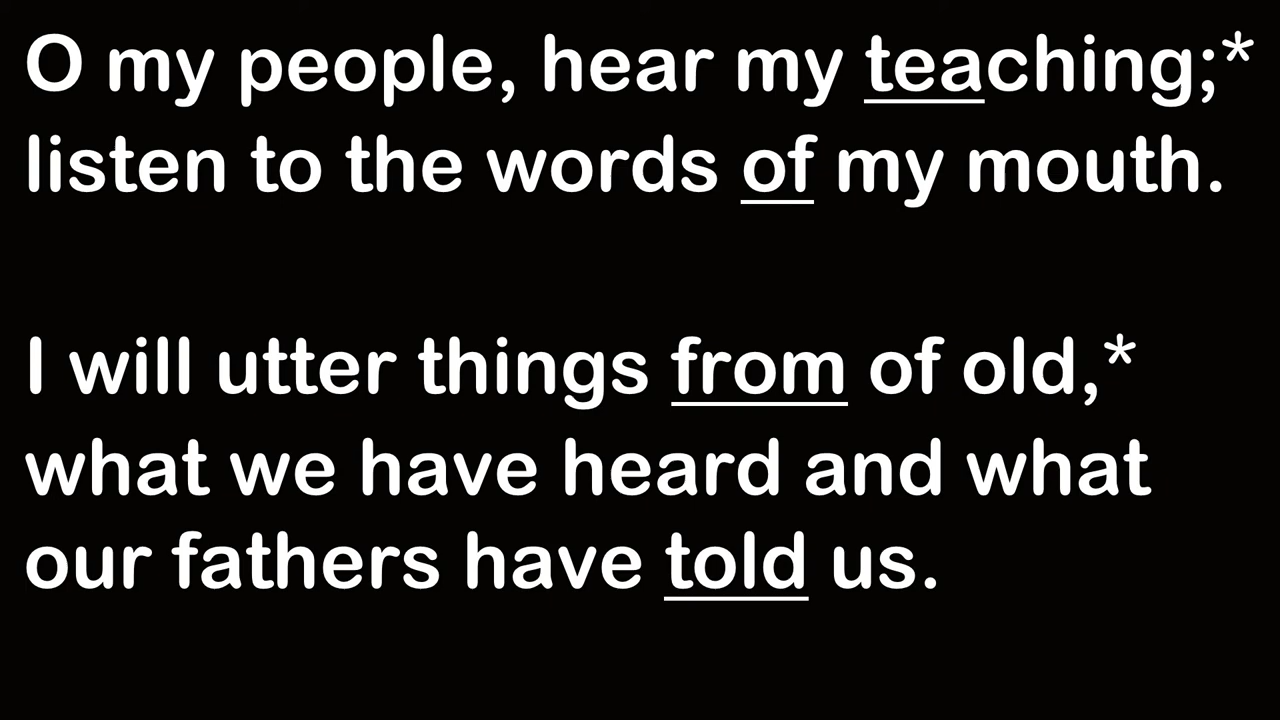 O my people, hear my teaching;*
listen to the words of my mouth.
I will utter things from of old,*
what we have heard and what
our fathers have told us.